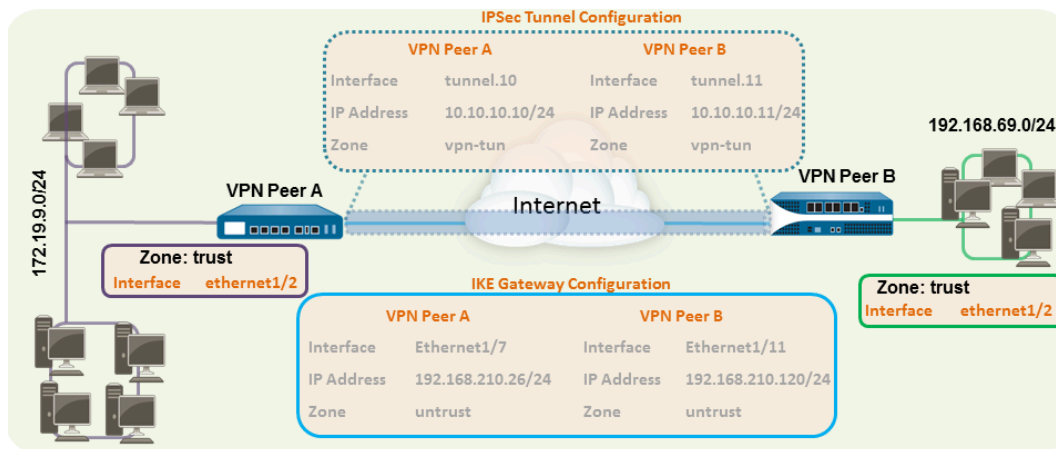 IPSec Tunnel Configuration
VPN Peer A VPN Peer B
Interface tunnel.10 Interface tunnel.11
IP Address 10.10.10.10/24 IP Address 10.10.10.11/24
Zone vpn-tun Zone vpn-tun
192.168.69.0/24
VPN Peer A
VPN Peer B
Internet
172.19.9.0/24
Zone: trust
Interface ethernet1/2
Zone: trust
Interface ethernet1/2
IKE Gateway Configuration
VPN Peer A VPN Peer B
Interface Ethernet1/7 Interface Ethernet1/11
IP Address 192.168.210.26/24 IP Address 192.168.210.120/24
Zone untrust Zone untrust